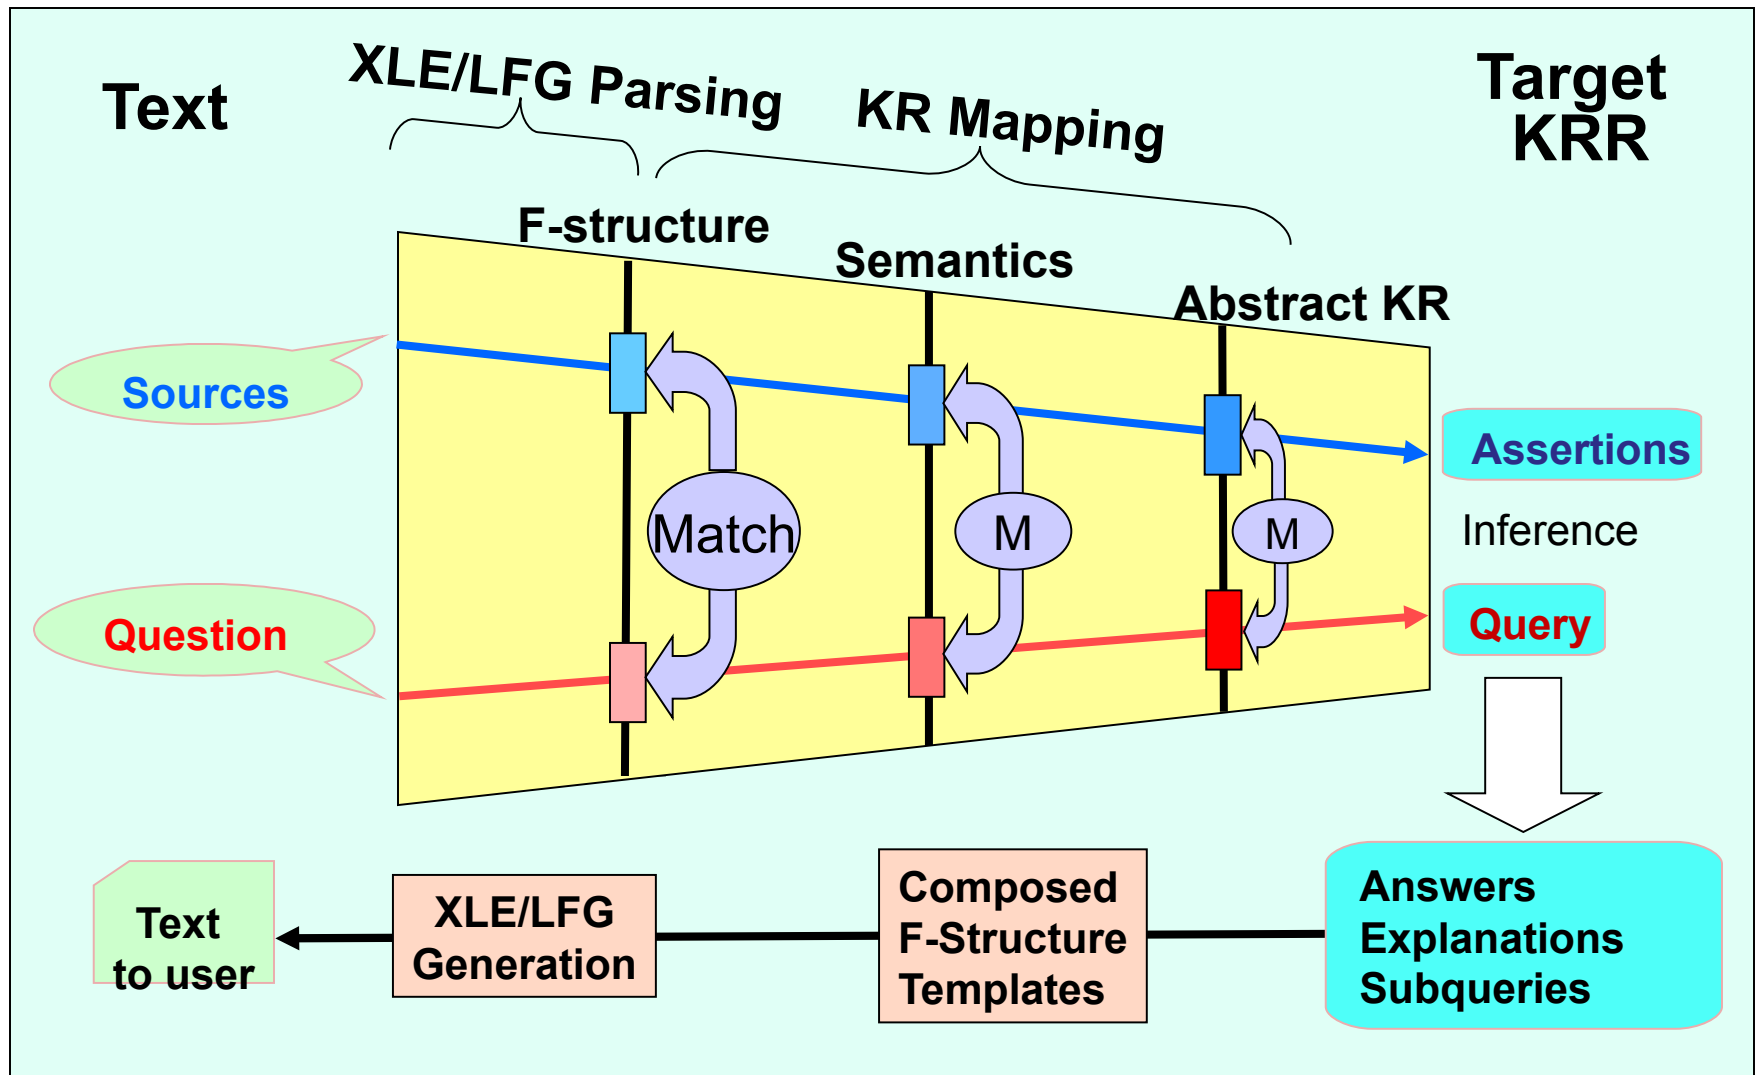 Text
XLE/LFG Parsing
KR Mapping
Target
KRR
F-structure
Semantics
Abstract KR
Sources
Assertions
Match
M
M
Inference
Question
Query
Text
to user
XLE/LFG
Generation
Composed
F-Structure
Templates
Answers
Explanations
Subqueries